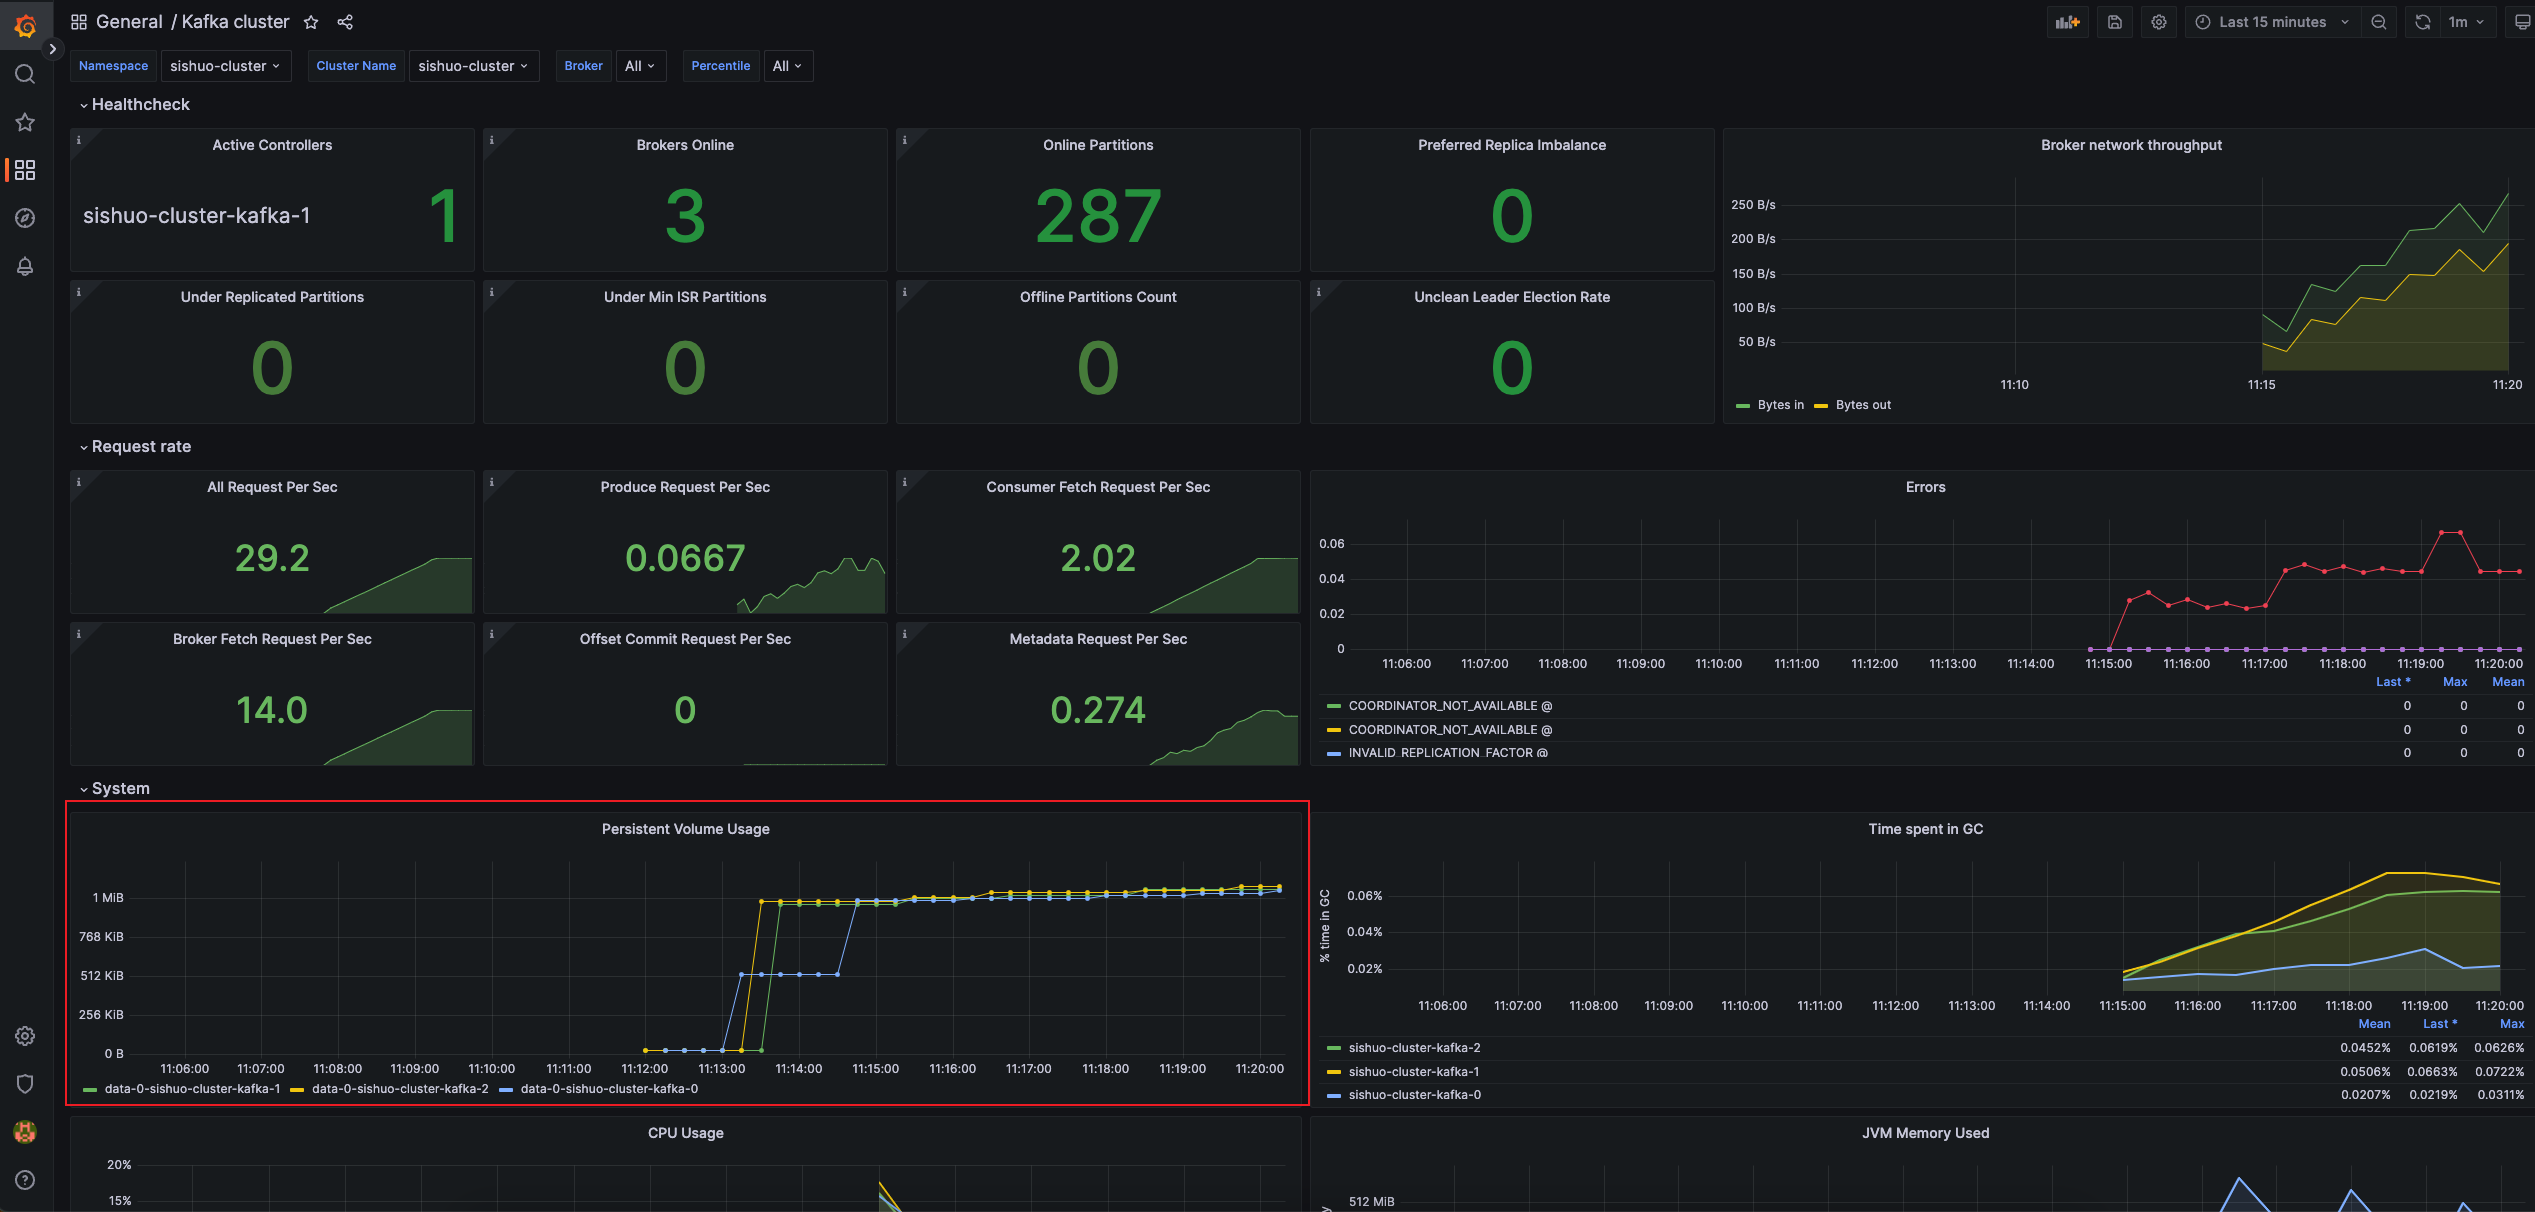 General / Kafka cluster
Last 15 minutes
1m
Namespace sishuo-cluster Cluster Name sishuo-cluster Broker All Percentile All
Healthcheck
Active Controllers
sishuo-cluster-kafka-1 1
Brokers Online
3
Online Partitions
287
Preferred Replica Imbalance
0
Broker network throughput
250 B/s
200 B/s
150 B/s
100 B/s
50 B/s
11:10 11:15 11:20
Bytes in Bytes out
Under Replicated Partitions
0
Under Min ISR Partitions
0
Offline Partitions Count
0
Unclean Leader Election Rate
0
Request rate
All Request Per Sec
29.2
Produce Request Per Sec
0.0667
Consumer Fetch Request Per Sec
2.02
Errors
0.06
0.04
0.02
0
11:06:00 11:07:00 11:08:00 11:09:00 11:10:00 11:11:00 11:12:00 11:13:00 11:14:00 11:15:00 11:16:00 11:17:00 11:18:00 11:19:00 11:20:00
Last * Max Mean
COORDINATOR_NOT_AVAILABLE @ 0 0 0
COORDINATOR_NOT_AVAILABLE @ 0 0 0
INVALID_REPLICATION_FACTOR @ 0 0 0
Broker Fetch Request Per Sec
14.0
Offset Commit Request Per Sec
0
Metadata Request Per Sec
0.274
System
Persistent Volume Usage
1 MiB
768 KiB
512 KiB
256 KiB
0 B
11:06:00 11:07:00 11:08:00 11:09:00 11:10:00 11:11:00 11:12:00 11:13:00 11:14:00 11:15:00 11:16:00 11:17:00 11:18:00 11:19:00 11:20:00
data-0-sishuo-cluster-kafka-1 data-0-sishuo-cluster-kafka-2 data-0-sishuo-cluster-kafka-0
Time spent in GC
% time in GC
0.06%
0.04%
0.02%
11:06:00 11:07:00 11:08:00 11:09:00 11:10:00 11:11:00 11:12:00 11:13:00 11:14:00 11:15:00 11:16:00 11:17:00 11:18:00 11:19:00 11:20:00
Mean Last * Max
sishuo-cluster-kafka-2 0.0452% 0.0619% 0.0626%
sishuo-cluster-kafka-1 0.0506% 0.0663% 0.0722%
sishuo-cluster-kafka-0 0.0207% 0.0219% 0.0311%
CPU Usage
20%
15%
JVM Memory Used
512 MiB